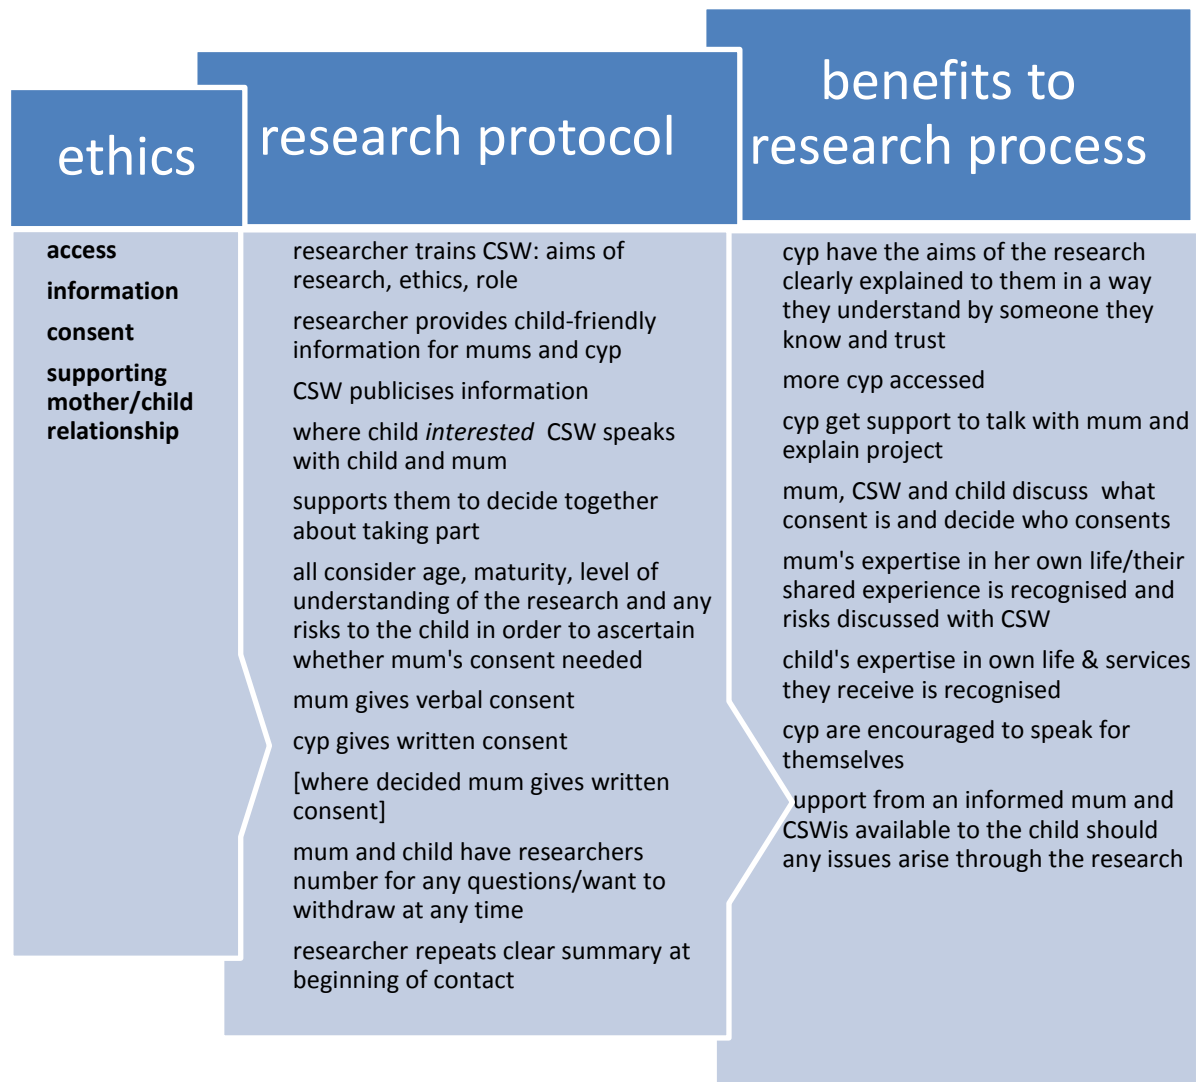 ethics
access
information
consent
supporting
mother/child
relationship
research protocol
researcher trains CSW: aims of
research, ethics, role
researcher provides child-friendly
information for mums and cyp
CSW publicises information
where child interested CSW speaks
with child and mum
supports them to decide together
about taking part
all consider age, maturity, level of
understanding of the research and any
risks to the child in order to ascertain
whether mum's consent needed
mum gives verbal consent
cyp gives written consent
[where decided mum gives written
consent]
mum and child have researchers
number for any questions/want to
withdraw at any time
researcher repeats clear summary at
beginning of contact
benefits to
research process
cyp have the aims of the research
clearly explained to them in a way
they understand by someone they
know and trust
more cyp accessed
cyp get support to talk with mum and
explain project
mum, CSW and child discuss what
consent is and decide who consents
mum's expertise in her own life/their
shared experience is recognised and
risks discussed with CSW
child's expertise in own life & services
they receive is recognised
cyp are encouraged to speak for
themselves
upport from an informed mum and
CSWis available to the child should
any issues arise through the research